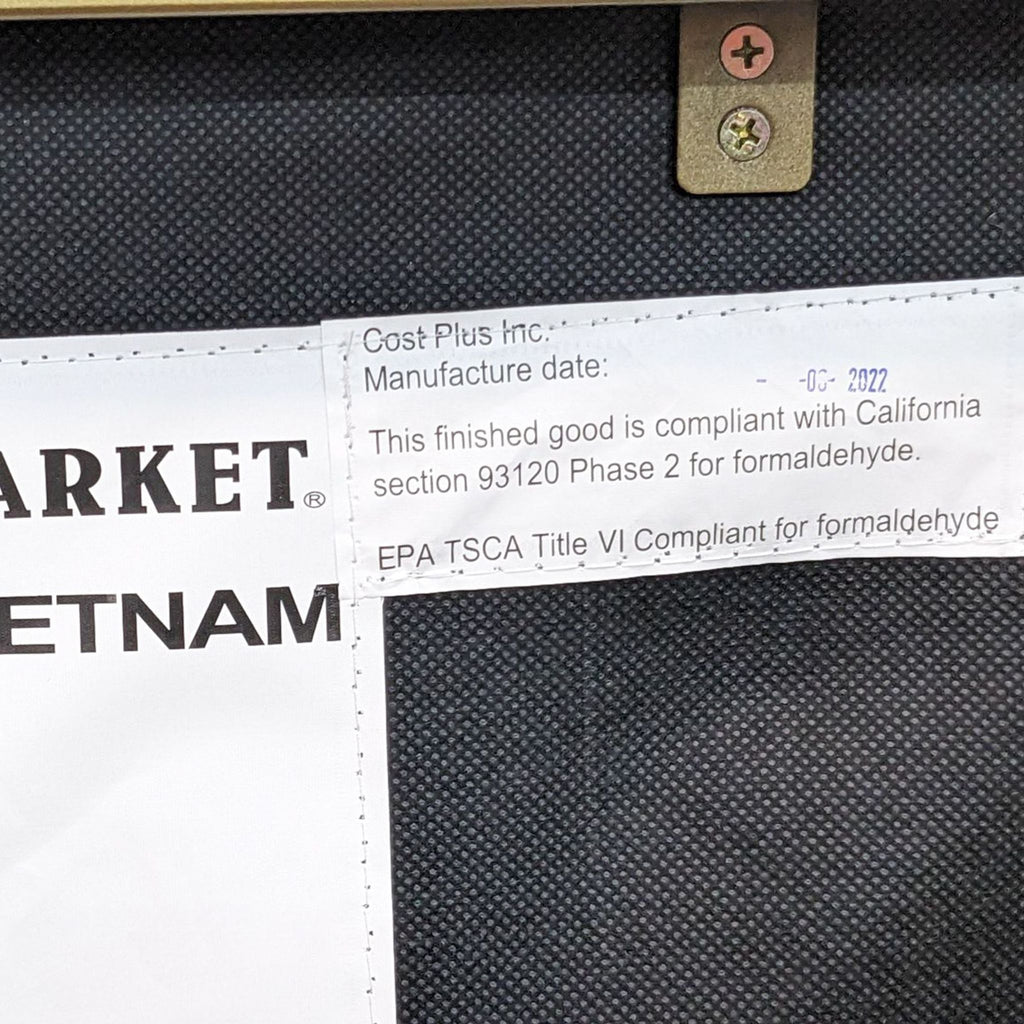 Cost Plus Inc.
Manufacture date:
- - 2022
This finished good is compliant with California
section 93120 Phase 2 for formaldehyde.
EPA TSCA Title VI Compliant for formaldehyde
ARKET®
ETNAM